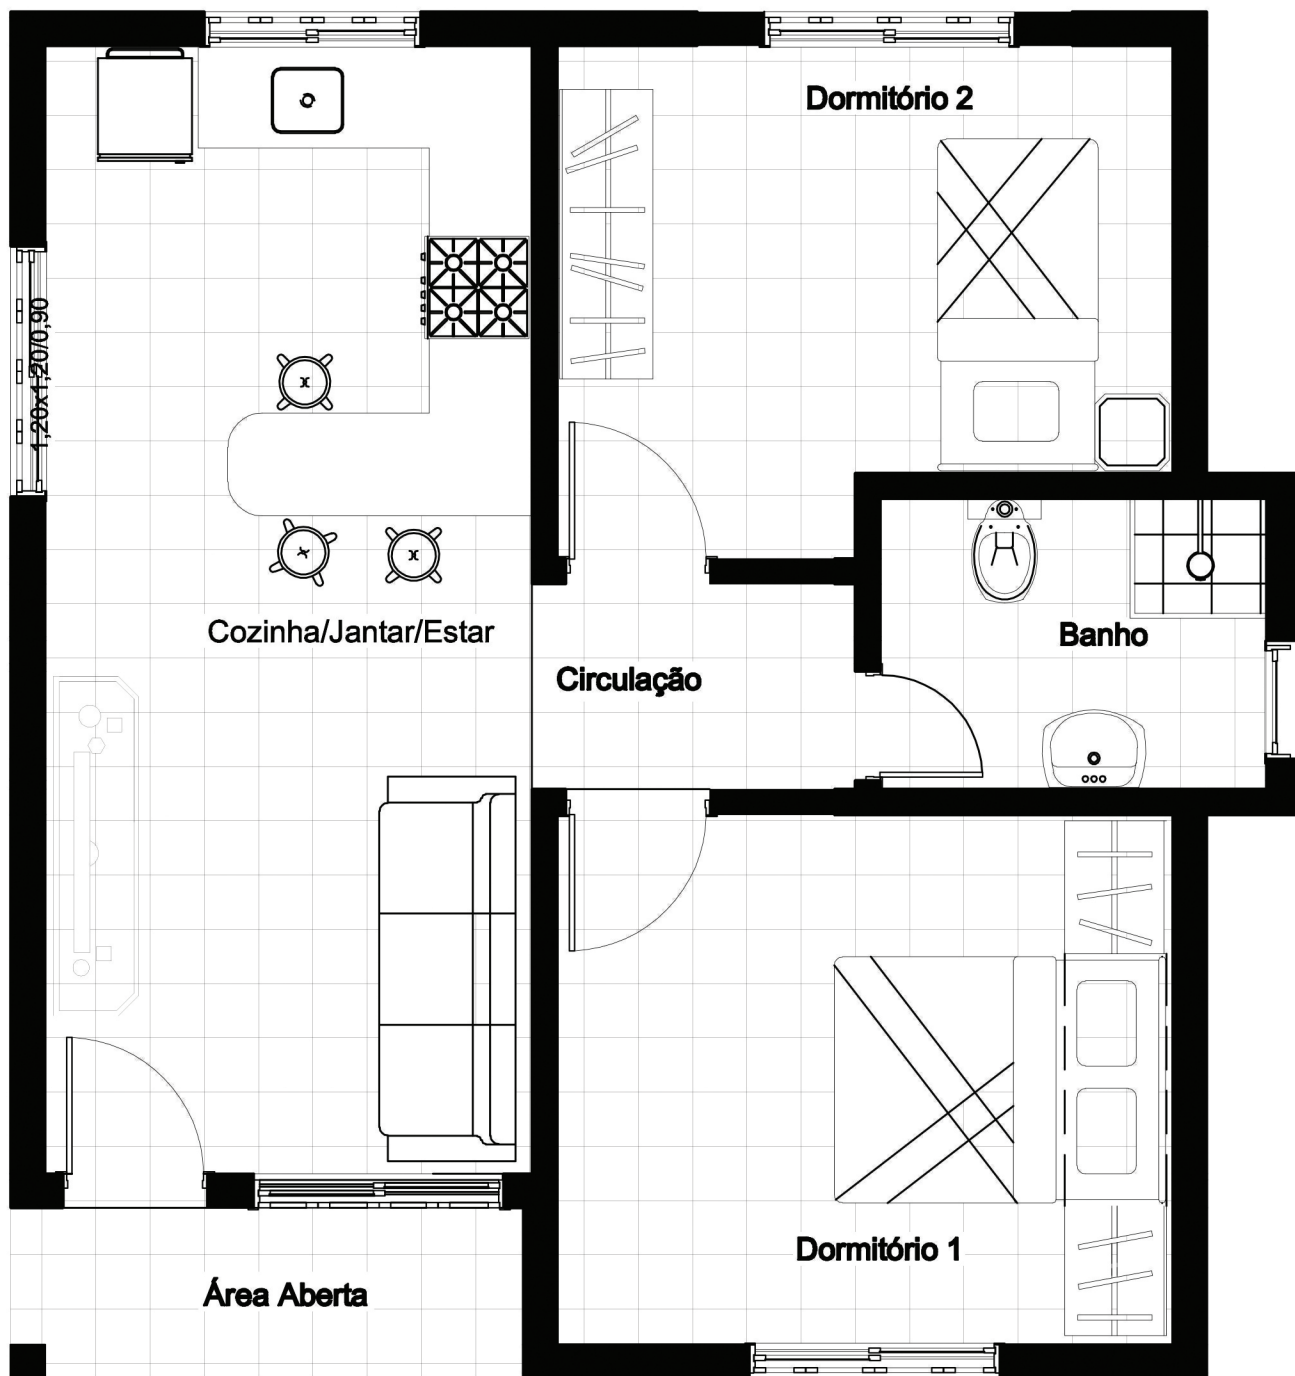 Dormitório 2
1,20x1,20/0,90
Cozinha/Jantar/Estar
Banho
Circulação
Dormitório 1
Área Aberta